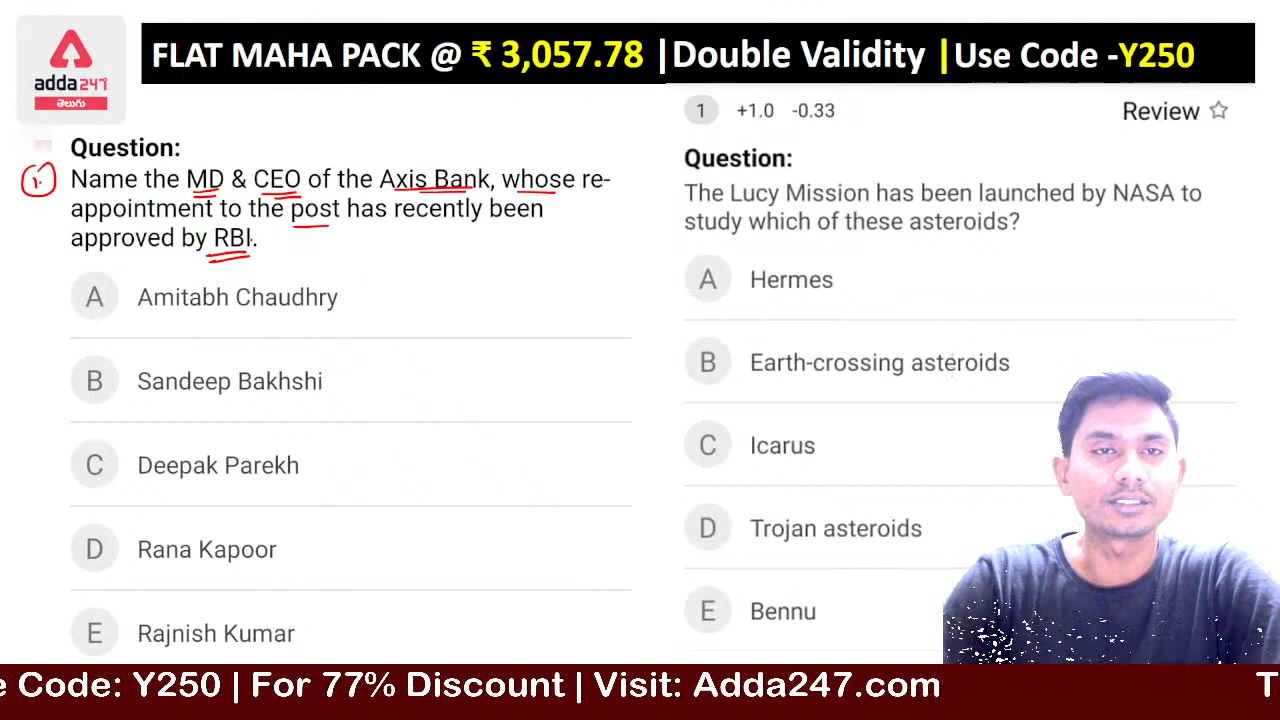 FLAT MAHA PACK @ ₹ 3,057.78 |Double Validity |Use Code -Y250
adda247
తెలుగు
Question:
1. Name the MD & CEO of the Axis Bank, whose re-
appointment to the post has recently been
approved by RBI.
A Amitabh Chaudhry
B Sandeep Bakhshi
C Deepak Parekh
D Rana Kapoor
E Rajnish Kumar
1 +1.0 -0.33 Review
Question:
The Lucy Mission has been launched by NASA to
study which of these asteroids?
A Hermes
B Earth-crossing asteroids
C Icarus
D Trojan asteroids
E Bennu
e Code: Y250 | For 77% Discount | Visit: Adda247.com T